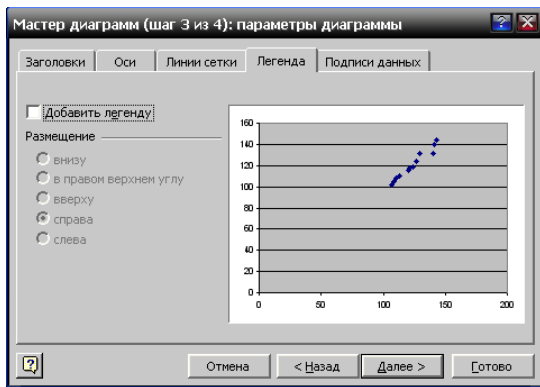 Мастер диаграмм (шаг 3 из 4): параметры диаграммы
Заголовки
Оси
Линии сетки
Легенда
Подписи данных
Добавить легенду
Размещение
внизу
в правом верхнем углу
вверху
справа
слева
160
140
120
100
80
60
40
20
0
0 50 100 150 200
Отмена
< Назад
Далее >
Готово